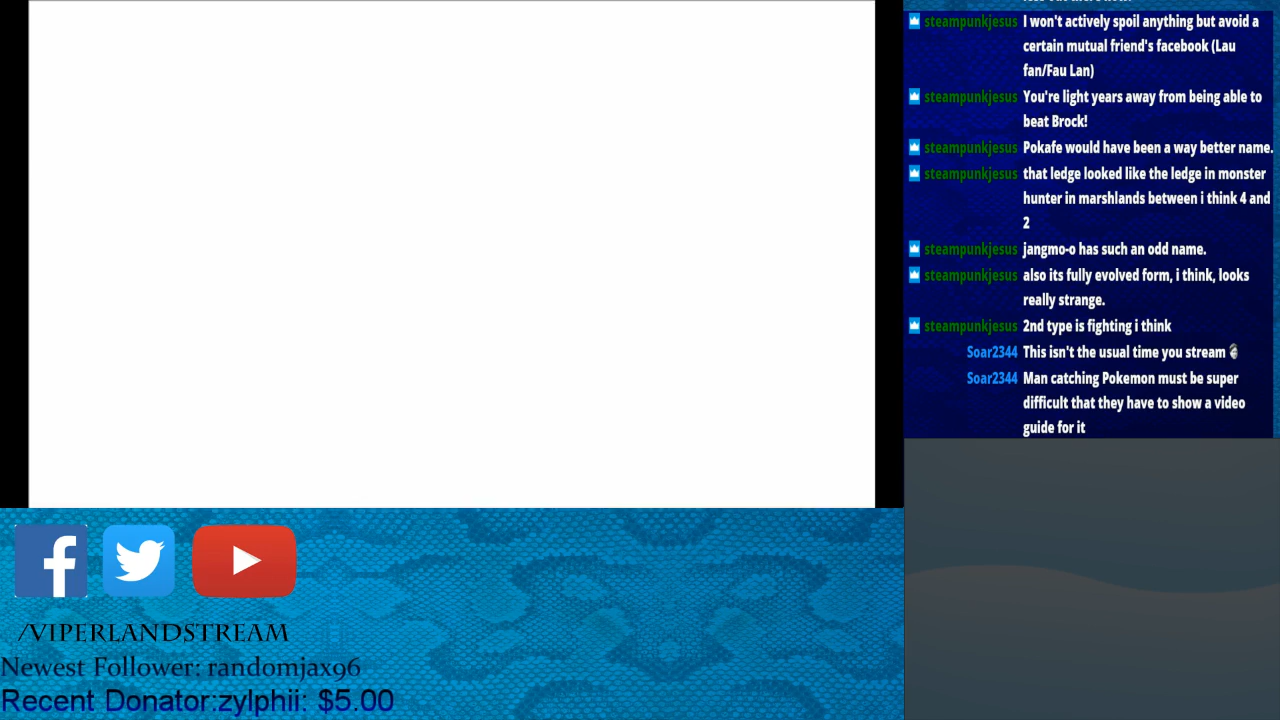 steampunkjesus I won't actively spoil anything but avoid a
certain mutual friend's facebook (Lau
fan/Fau Lan)
steampunkjesus You're light years away from being able to
beat Brock!
steampunkjesus Pokafe would have been a way better name.
steampunkjesus that ledge looked like the ledge in monster
hunter in marshlands between i think 4 and
2
steampunkjesus jangmo-o has such an odd name.
steampunkjesus also its fully evolved form, i think, looks
really strange.
steampunkjesus 2nd type is fighting i think
Soar2344 This isn't the usual time you stream
Soar2344 Man catching Pokemon must be super
difficult that they have to show a video
guide for it
/VIPERLANDSTREAM
Newest Follower: randomjax96
Recent Donator:zylphii: $5.00